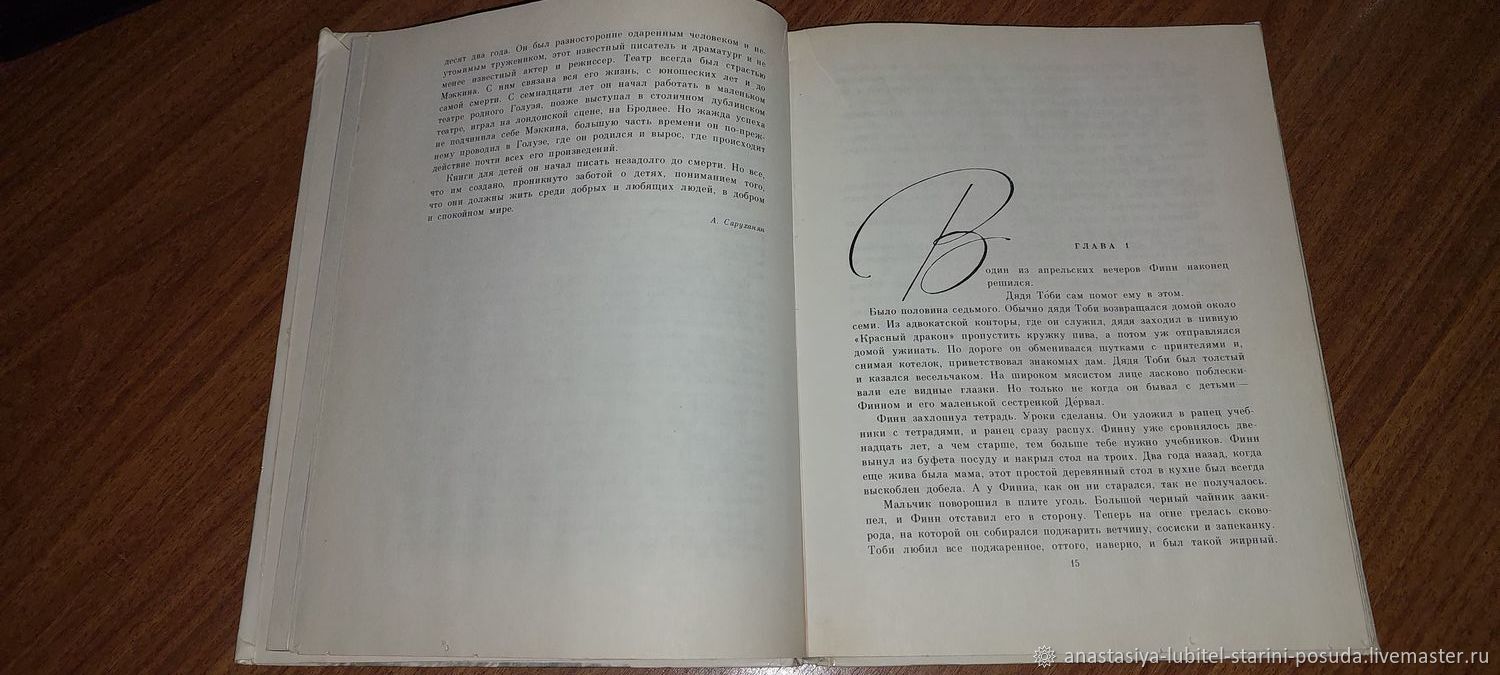 десят два года. Он был разносторонне одаренным человеком и не-
утомимым тружеником, этот известный писатель и драматург и не
менее известный актер и режиссер. Театр всегда был страстью
Мэккина. С ним связана вся его жизнь, с юношеских лет и до
самой смерти. С семнадцати лет он начал работать в маленьком
театре родного Голуэя, позже выступал в столичном дублинском
театре, играл на лондонской сцене, на Бродвее. Но жажда успеха
не подчинила себе Мэккина, большую часть времени он по-преж-
нему проводил в Голуэе, где он родился и вырос, где происходит
действие почти всех его произведений.
Книги для детей он начал писать незадолго до смерти. Но все,
что им создано, проникнуто заботой о детях, пониманием того,
что они должны жить среди добрых и любящих людей, в добром
и спокойном мире.
А. Саруханян
ГЛАВА 1
В один из апрельских вечеров Финн наконец
решился.
Дядя То́би сам помог ему в этом.
Было половина седьмого. Обычно дядя Тоби возвращался домой около
семи. Из адвокатской конторы, где он служил, дядя заходил в пивную
«Красный дракон» пропустить кружку пива, а потом уж отправлялся
домой ужинать. По дороге он обменивался шутками с приятелями и,
снимая котелок, приветствовал знакомых дам. Дядя Тоби был толстый
и казался весельчаком. На широком мясистом лице ласково поблески-
вали еле видные глазки. Но только не когда он бывал с детьми —
Финном и его маленькой сестренкой Де́рвал.
Финн захлопнул тетрадь. Уроки сделаны. Он уложил в ранец учеб-
ники с тетрадями, и ранец сразу распух. Финну уже сровнялось две-
надцать лет, а чем старше, тем больше тебе нужно учебников. Финн
вынул из буфета посуду и накрыл стол на троих. Два года назад, когда
еще жива была мама, этот простой деревянный стол в кухне был всегда
выскоблен добела. А у Финна, как он ни старался, так не получалось.
Мальчик поворошил в плите уголь. Большой черный чайник заки-
пел, и Финн отставил его в сторону. Теперь на огне грелась сково-
рода, на которой он собирался поджарить ветчину, сосиски и запеканку.
Тоби любил все поджаренное, оттого, наверно, и был такой жирный.
15
anastasiya-lubitel-starini-posuda.livemaster.ru